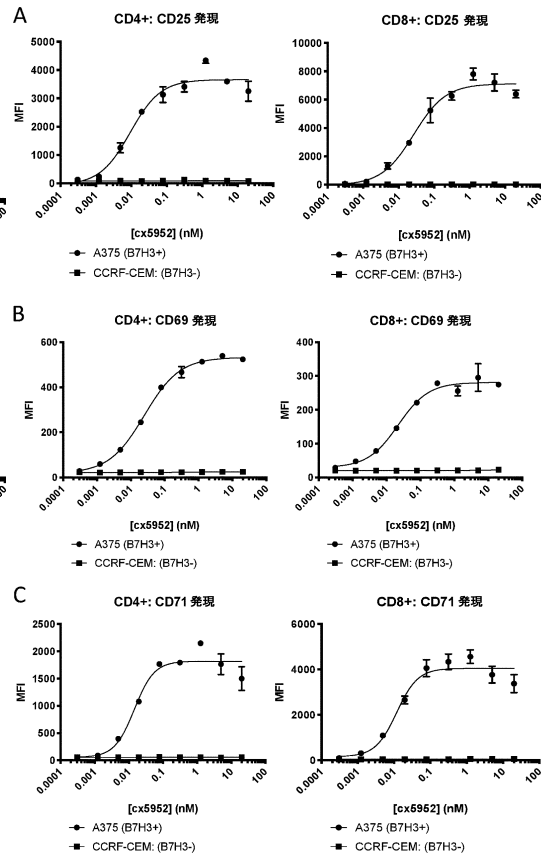 A
CD4+: CD25 発現
5000
4000
3000
2000
1000
0
MFI
0.0001
0.001
0.01
0.1
1
10
100
[cx5952] (nM)
A375 (B7H3+)
CCRF-CEM: (B7H3-)
CD8+: CD25 発現
10000
8000
6000
4000
2000
0
MFI
0.0001
0.001
0.01
0.1
1
10
100
[cx5952] (nM)
A375 (B7H3+)
CCRF-CEM: (B7H3-)
B
CD4+: CD69 発現
600
400
200
0
MFI
0.0001
0.001
0.01
0.1
1
10
100
[cx5952] (nM)
A375 (B7H3+)
CCRF-CEM: (B7H3-)
CD8+: CD69 発現
400
300
200
100
0
MFI
0.0001
0.001
0.01
0.1
1
10
100
[cx5952] (nM)
A375 (B7H3+)
CCRF-CEM: (B7H3-)
C
CD4+: CD71 発現
2500
2000
1500
1000
500
0
MFI
0.0001
0.001
0.01
0.1
1
10
100
[cx5952] (nM)
A375 (B7H3+)
CCRF-CEM: (B7H3-)
CD8+: CD71 発現
6000
4000
2000
0
MFI
0.0001
0.001
0.01
0.1
1
10
100
[cx5952] (nM)
A375 (B7H3+)
CCRF-CEM: (B7H3-)